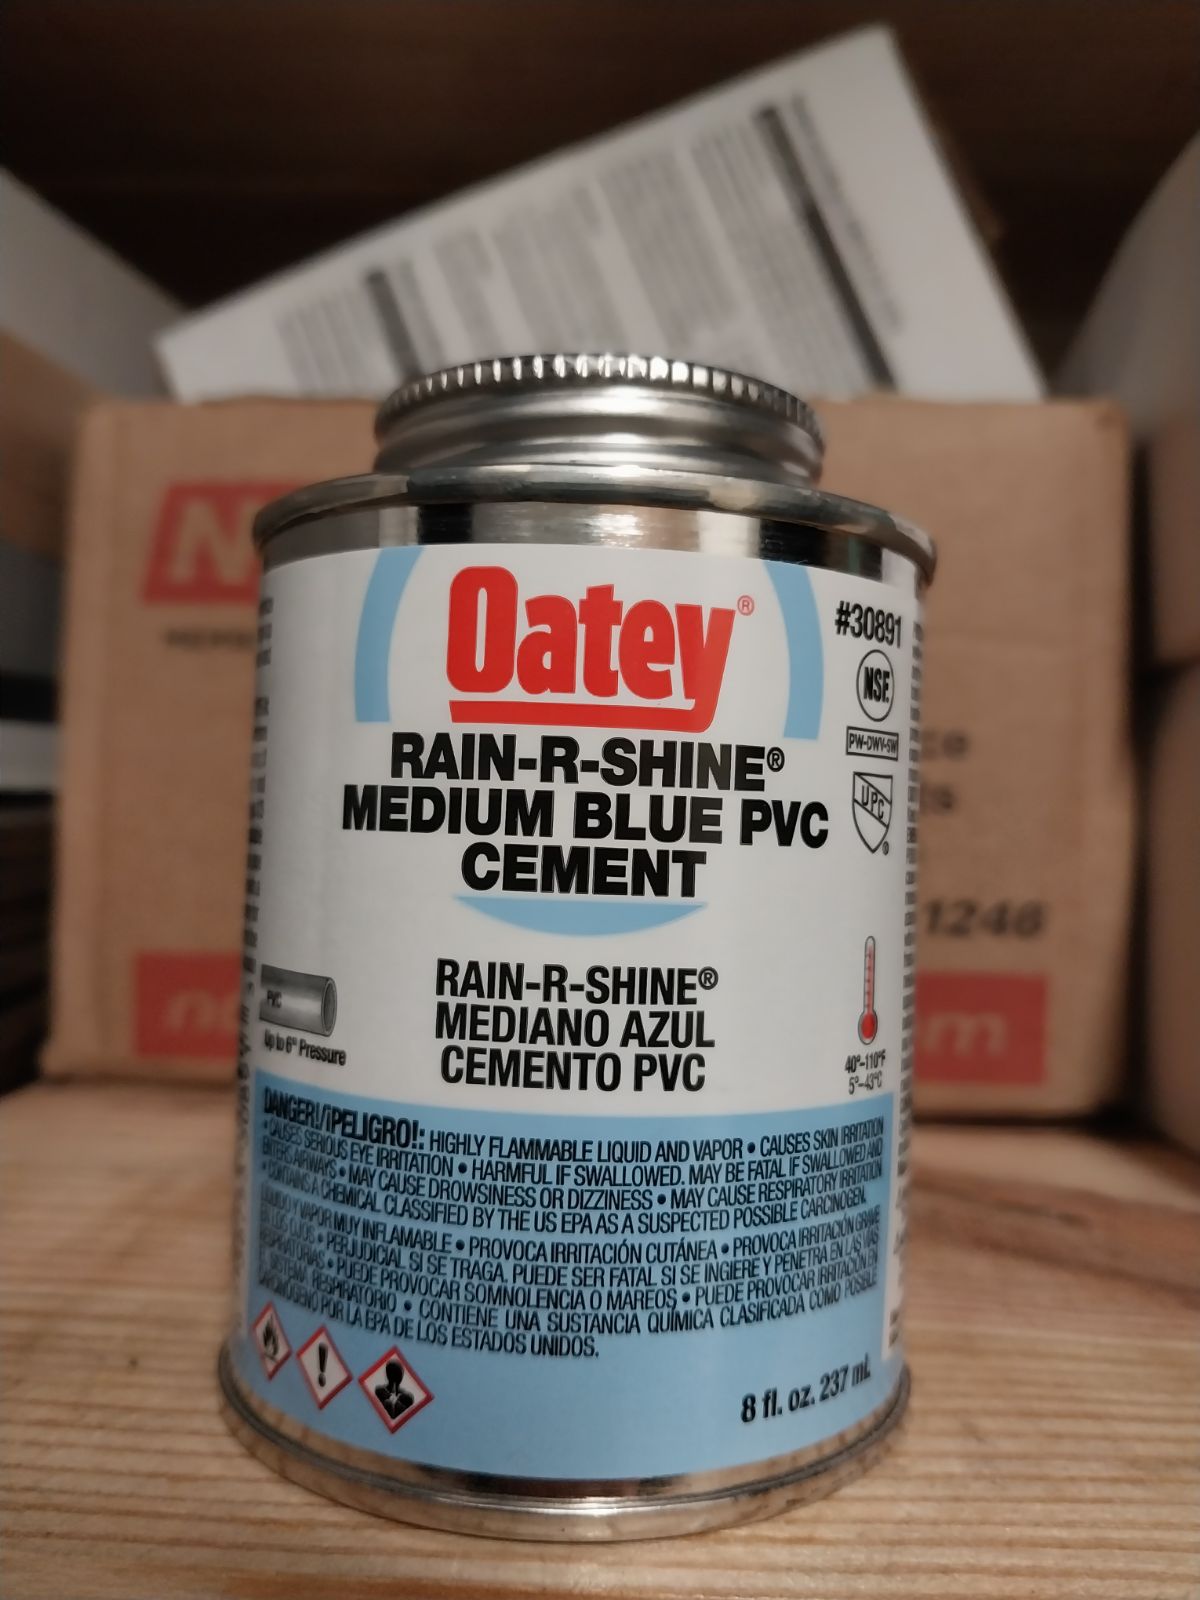 Oatey®
#30891
NSF
PW-DWV-SW
UPC
®
RAIN-R-SHINE®
MEDIUM BLUE PVC
CEMENT
RAIN-R-SHINE®
MEDIANO AZUL
CEMENTO PVC
PVC
Up to 6" Pressure
40°-110°F
5°-43°C
DANGER!/¡PELIGRO!: HIGHLY FLAMMABLE LIQUID AND VAPOR • CAUSES SKIN IRRITATION
• CAUSES SERIOUS EYE IRRITATION • HARMFUL IF SWALLOWED. MAY BE FATAL IF SWALLOWED AND
ENTERS AIRWAYS • MAY CAUSE DROWSINESS OR DIZZINESS • MAY CAUSE RESPIRATORY IRRITATION
• CONTAINS A CHEMICAL CLASSIFIED BY THE US EPA AS A SUSPECTED POSSIBLE CARCINOGEN.
LÍQUIDO Y VAPOR MUY INFLAMABLE • PROVOCA IRRITACIÓN CUTÁNEA • PROVOCA IRRITACIÓN GRAVE
EN LOS OJOS • PERJUDICIAL SI SE TRAGA. PUEDE SER FATAL SI SE INGIERE Y PENETRA EN LAS VÍAS
RESPIRATORIAS • PUEDE PROVOCAR SOMNOLENCIA O MAREOS • PUEDE PROVOCAR IRRITACIÓN EN
EL SISTEMA RESPIRATORIO • CONTIENE UNA SUSTANCIA QUÍMICA CLASIFICADA COMO POSIBLE
CARCINÓGENO POR LA EPA DE LOS ESTADOS UNIDOS.
8 fl. oz. 237 mL
1246